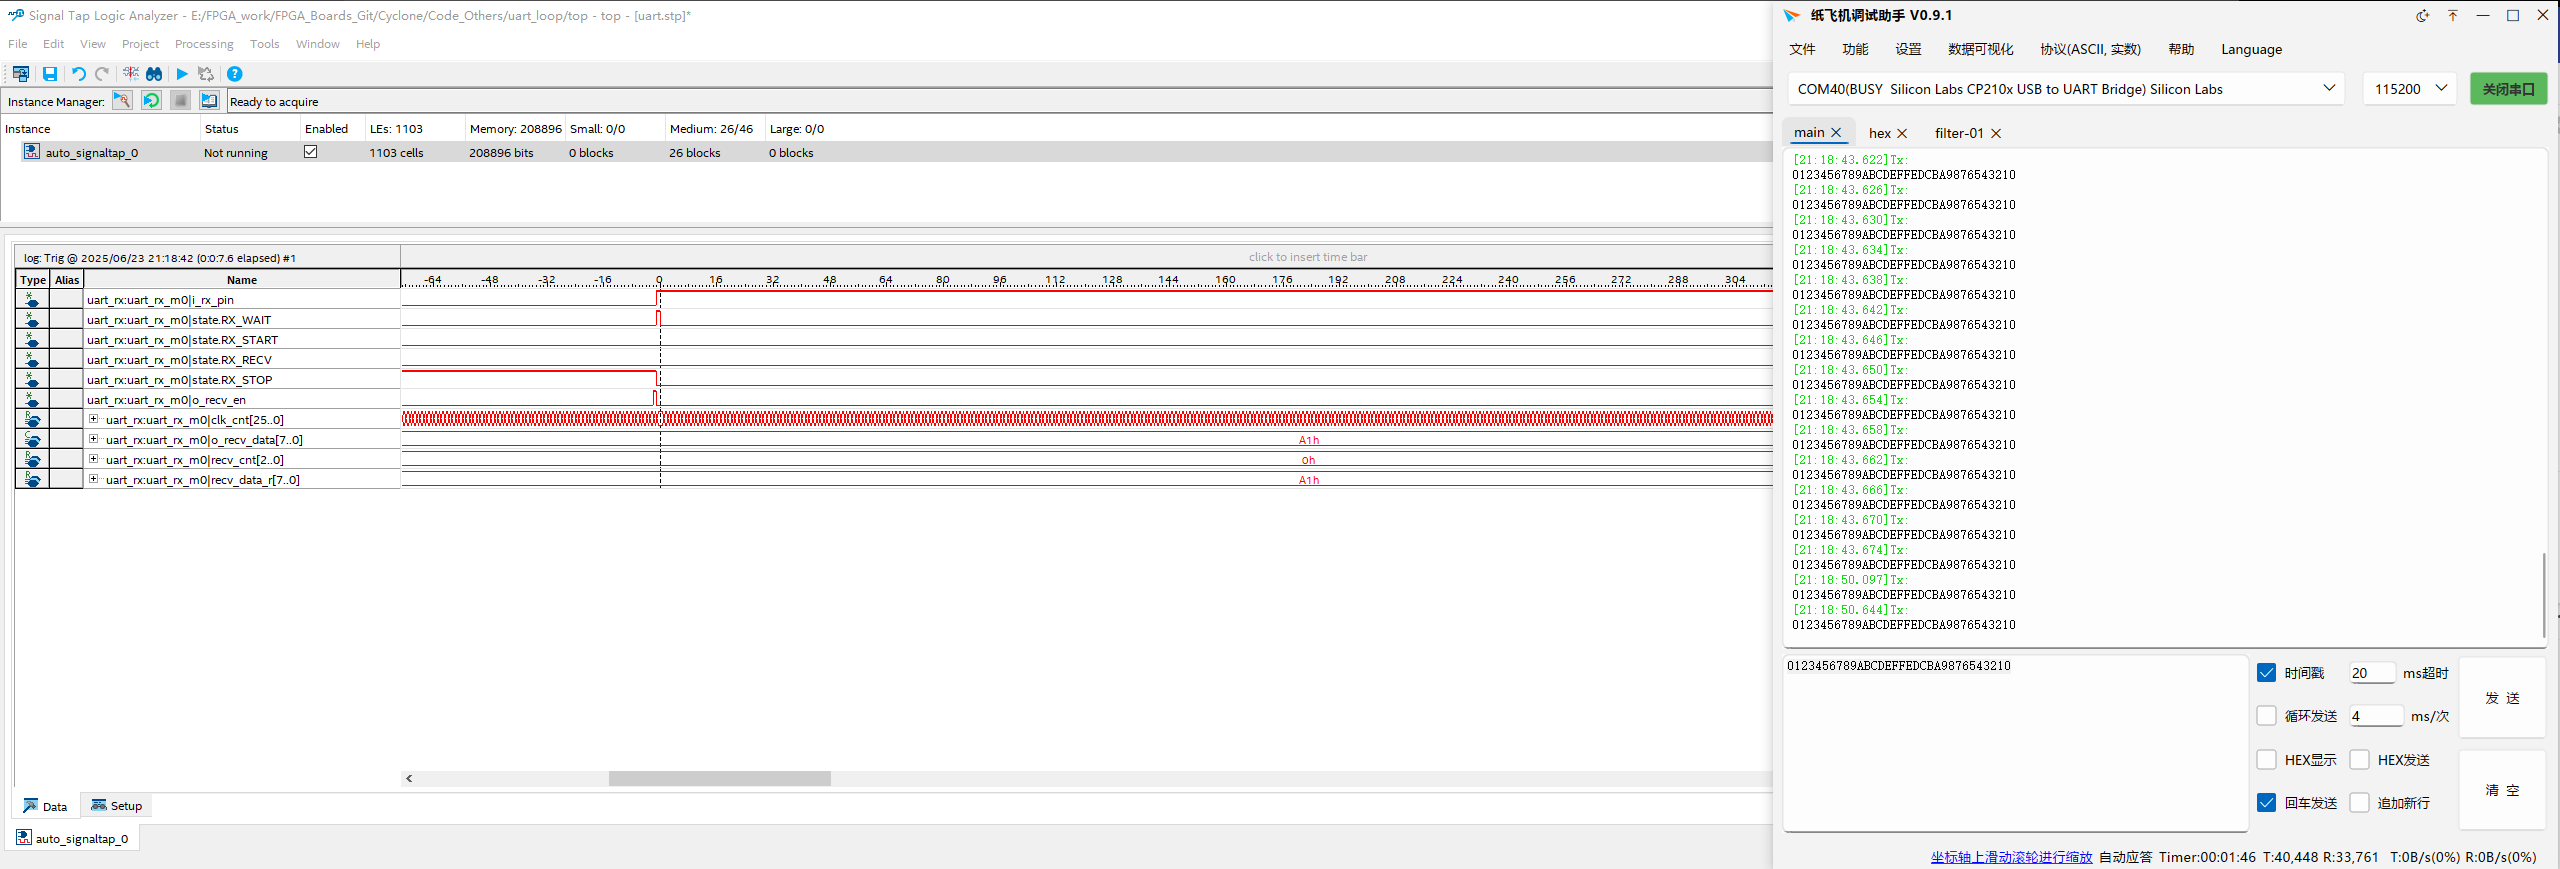 Signal Tap Logic Analyzer - E:/FPGA_work/FPGA_Boards_Git/Cyclone/Code_Others/uart_loop/top - top - [uart.stp]*
File Edit View Project Processing Tools Window Help
Instance Manager: Ready to acquire
Instance Status Enabled LEs: 1103 Memory: 208896 Small: 0/0 Medium: 26/46 Large: 0/0
auto_signaltap_0 Not running 1103 cells 208896 bits 0 blocks 26 blocks 0 blocks
log: Trig @ 2025/06/23 21:18:42 (0:0:7.6 elapsed) #1 click to insert time bar
Type Alias Name -64 -48 -32 -16 0 16 32 48 64 80 96 112 128 144 160 176 192 208 224 240 256 272 288 304
uart_rx:uart_rx_m0|i_rx_pin
uart_rx:uart_rx_m0|state.RX_WAIT
uart_rx:uart_rx_m0|state.RX_START
uart_rx:uart_rx_m0|state.RX_RECV
uart_rx:uart_rx_m0|state.RX_STOP
uart_rx:uart_rx_m0|o_recv_en
uart_rx:uart_rx_m0|clk_cnt[25..0]
uart_rx:uart_rx_m0|o_recv_data[7..0] A1h
uart_rx:uart_rx_m0|recv_cnt[2..0] 0h
uart_rx:uart_rx_m0|recv_data_r[7..0] A1h
Data Setup
auto_signaltap_0
纸飞机调试助手 V0.9.1
文件 功能 设置 数据可视化 协议(ASCII, 实数) 帮助 Language
COM40(BUSY Silicon Labs CP210x USB to UART Bridge) Silicon Labs 115200 关闭串口
main hex filter-01
[21:18:43.622]Tx:
0123456789ABCDEFFEDCBA9876543210
[21:18:43.626]Tx:
0123456789ABCDEFFEDCBA9876543210
[21:18:43.630]Tx:
0123456789ABCDEFFEDCBA9876543210
[21:18:43.634]Tx:
0123456789ABCDEFFEDCBA9876543210
[21:18:43.638]Tx:
0123456789ABCDEFFEDCBA9876543210
[21:18:43.642]Tx:
0123456789ABCDEFFEDCBA9876543210
[21:18:43.646]Tx:
0123456789ABCDEFFEDCBA9876543210
[21:18:43.650]Tx:
0123456789ABCDEFFEDCBA9876543210
[21:18:43.654]Tx:
0123456789ABCDEFFEDCBA9876543210
[21:18:43.658]Tx:
0123456789ABCDEFFEDCBA9876543210
[21:18:43.662]Tx:
0123456789ABCDEFFEDCBA9876543210
[21:18:43.666]Tx:
0123456789ABCDEFFEDCBA9876543210
[21:18:43.670]Tx:
0123456789ABCDEFFEDCBA9876543210
[21:18:43.674]Tx:
0123456789ABCDEFFEDCBA9876543210
[21:18:50.097]Tx:
0123456789ABCDEFFEDCBA9876543210
[21:18:50.644]Tx:
0123456789ABCDEFFEDCBA9876543210
0123456789ABCDEFFEDCBA9876543210
时间戳 20 ms超时
循环发送 4 ms/次
发 送
HEX显示 HEX发送
回车发送 追加新行
清 空
坐标轴上滑动滚轮进行缩放 自动应答 Timer:00:01:46 T:40,448 R:33,761 T:0B/s(0%) R:0B/s(0%)